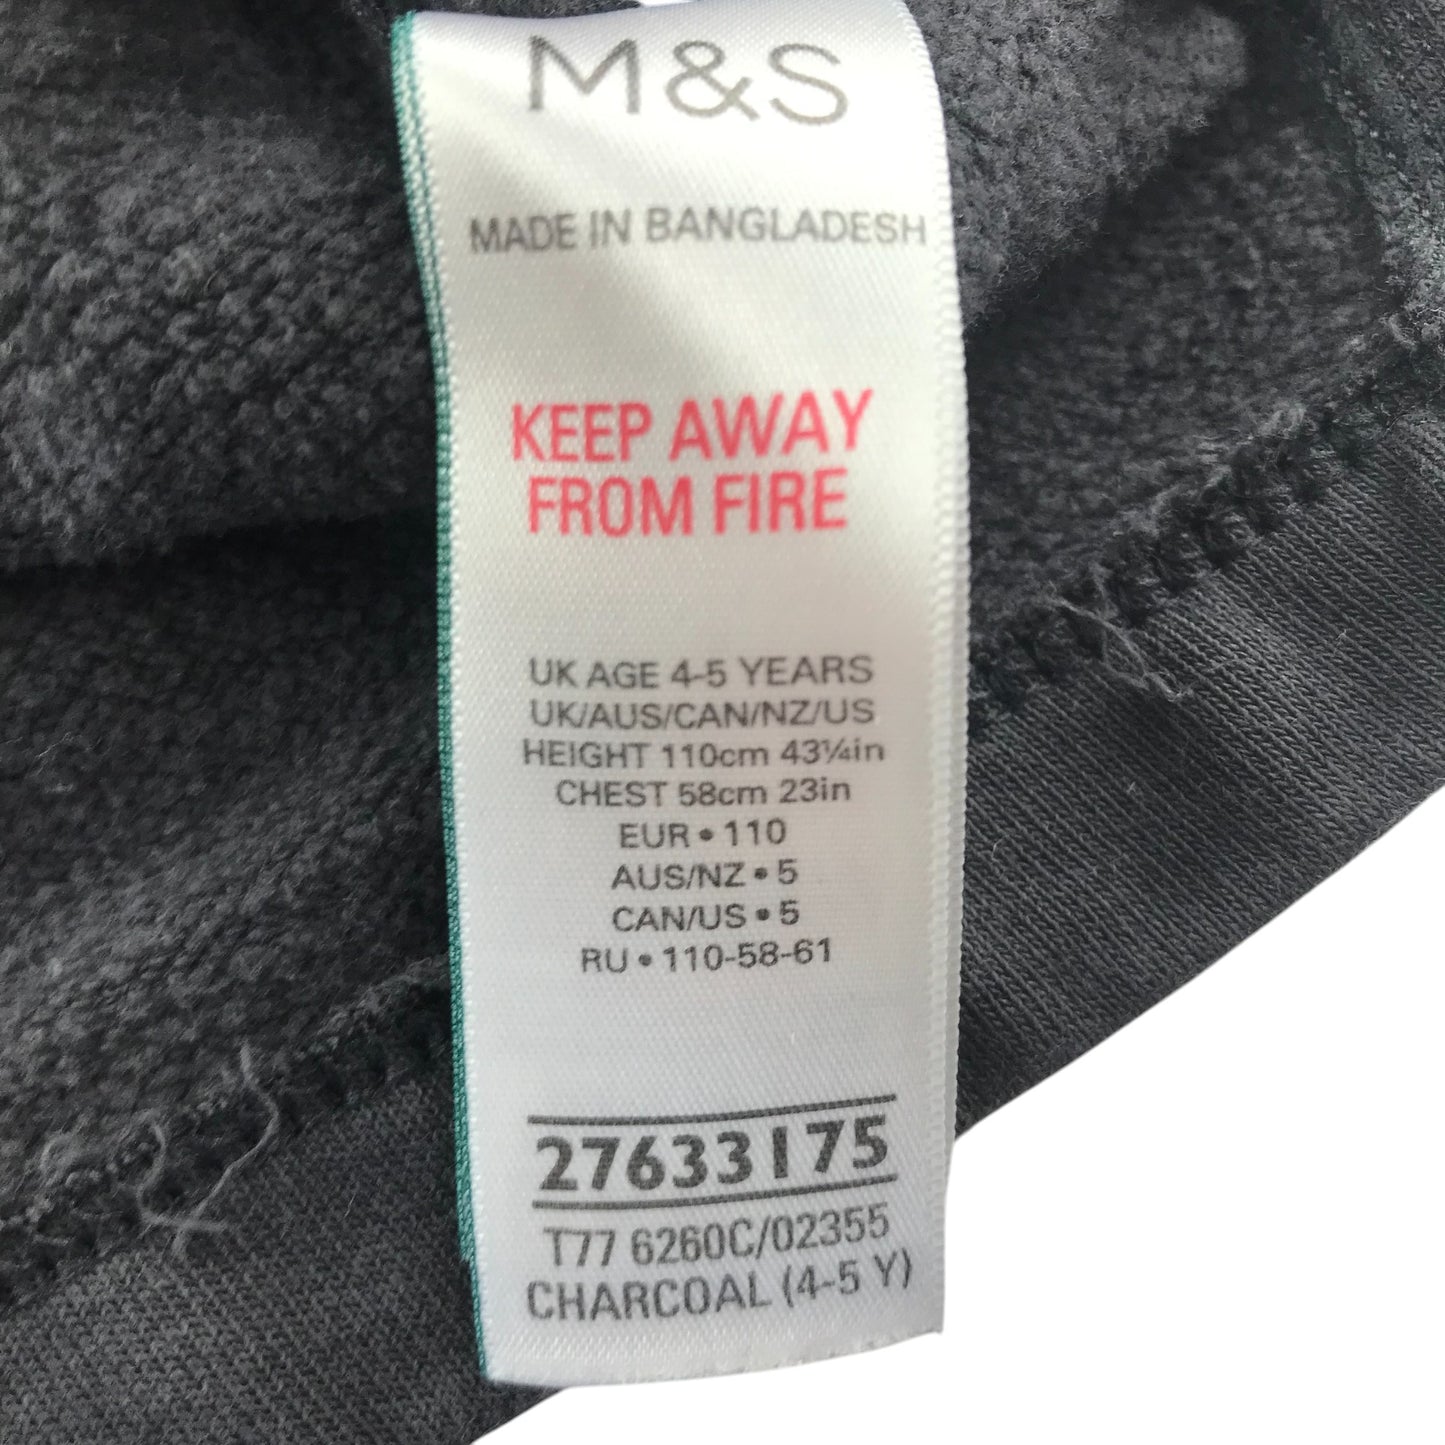 M&S
MADE IN BANGLADESH
KEEP AWAY
FROM FIRE
UK AGE 4-5 YEARS
UK/AUS/CAN/NZ/US
HEIGHT 110cm 43¼in
CHEST 58cm 23in
EUR • 110
AUS/NZ • 5
CAN/US • 5
RU • 110-58-61
27633175
T77 6260C/02355
CHARCOAL (4-5 Y)